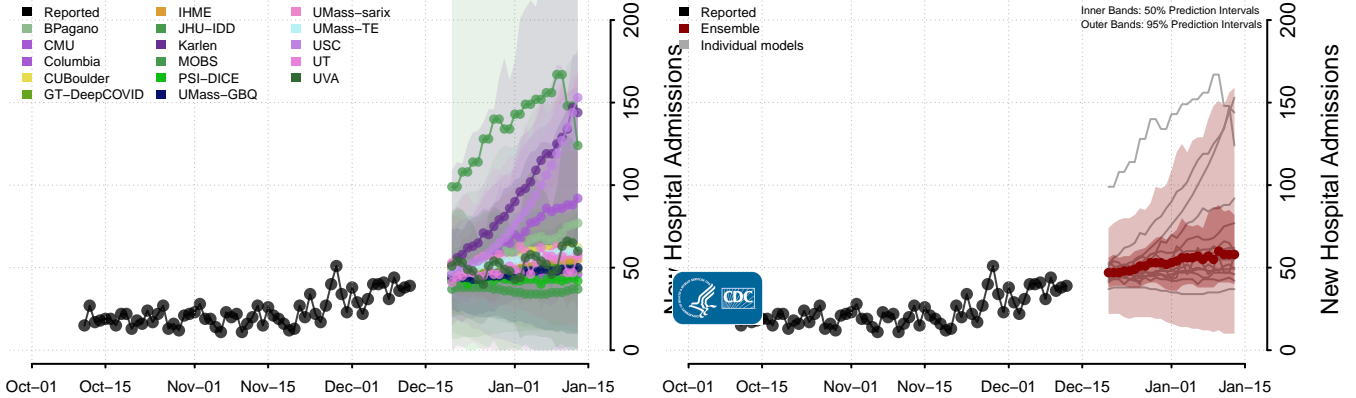 Reported
BPagano
CMU
Columbia
CUBoulder
GT−DeepCOVID
IHME
JHU−IDD
Karlen
MOBS
PSI−DICE
UMass−GBQ
UMass−sarix
UMass−TE
USC
UT
UVA
0
50
100
150
200
New Hospital Admissions
Oct−01
Oct−15
Nov−01
Nov−15
Dec−01
Dec−15
Jan−01
Jan−15
Reported
Ensemble
Individual models
Inner Bands: 50% Prediction Intervals
Outer Bands: 95% Prediction Intervals
CDC
0
50
100
150
200
New Hospital Admissions
Oct−01
Oct−15
Nov−01
Nov−15
Dec−01
Dec−15
Jan−01
Jan−15